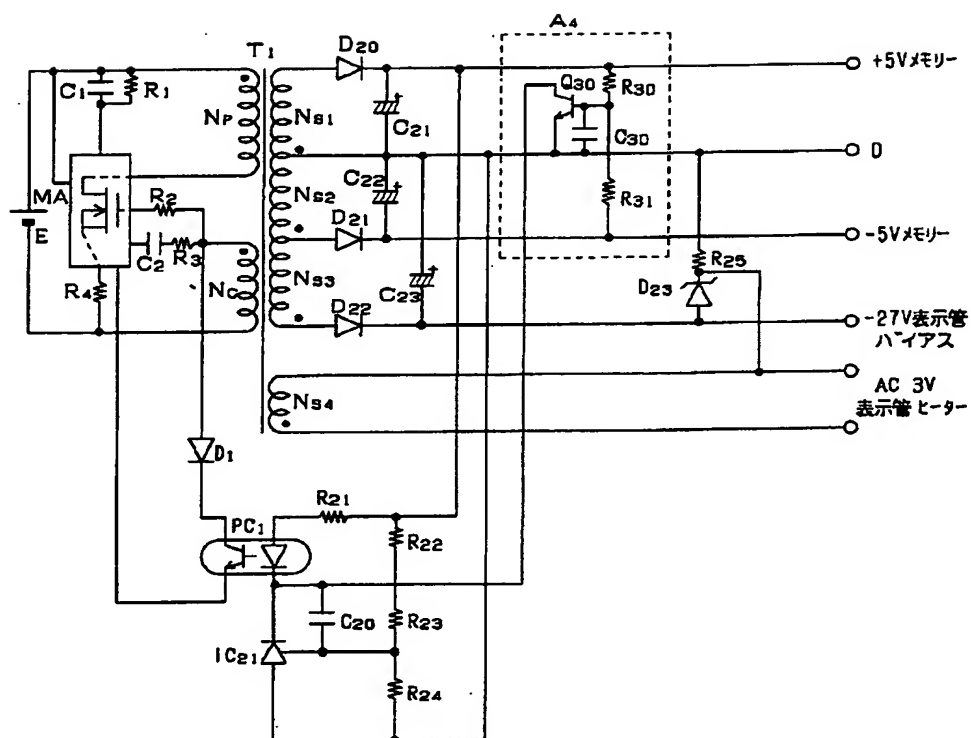 A4
T1
D20
+5Vメモリー
C1
R1
Q30
R30
NP
NS1
C21
C30
0
MA
C22
R2
NS2
D21
R31
E
-5Vメモリー
C2
R3
R25
R4
NC
NS3
C23
D23
D22
-27V表示管
バイアス
NS4
AC 3V
表示管 ヒーター
D1
R21
PC1
R22
C20
R23
IC21
R24